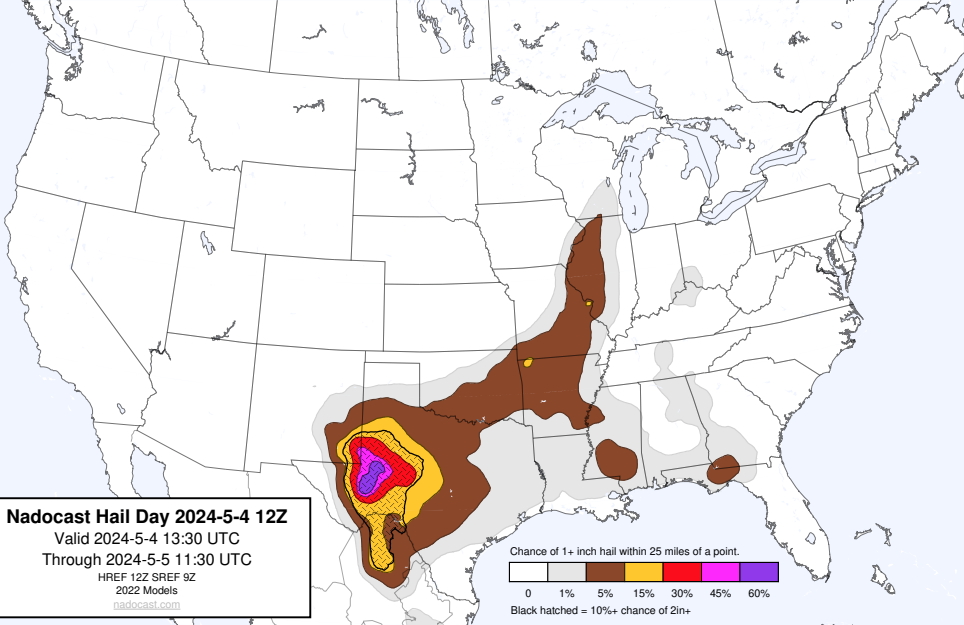 Nadocast Hail Day 2024-5-4 12Z
Valid 2024-5-4 13:30 UTC
Through 2024-5-5 11:30 UTC
HREF 12Z SREF 9Z
2022 Models
nadocast.com
Chance of 1+ inch hail within 25 miles of a point.
0 1% 5% 15% 30% 45% 60%
Black hatched = 10%+ chance of 2in+